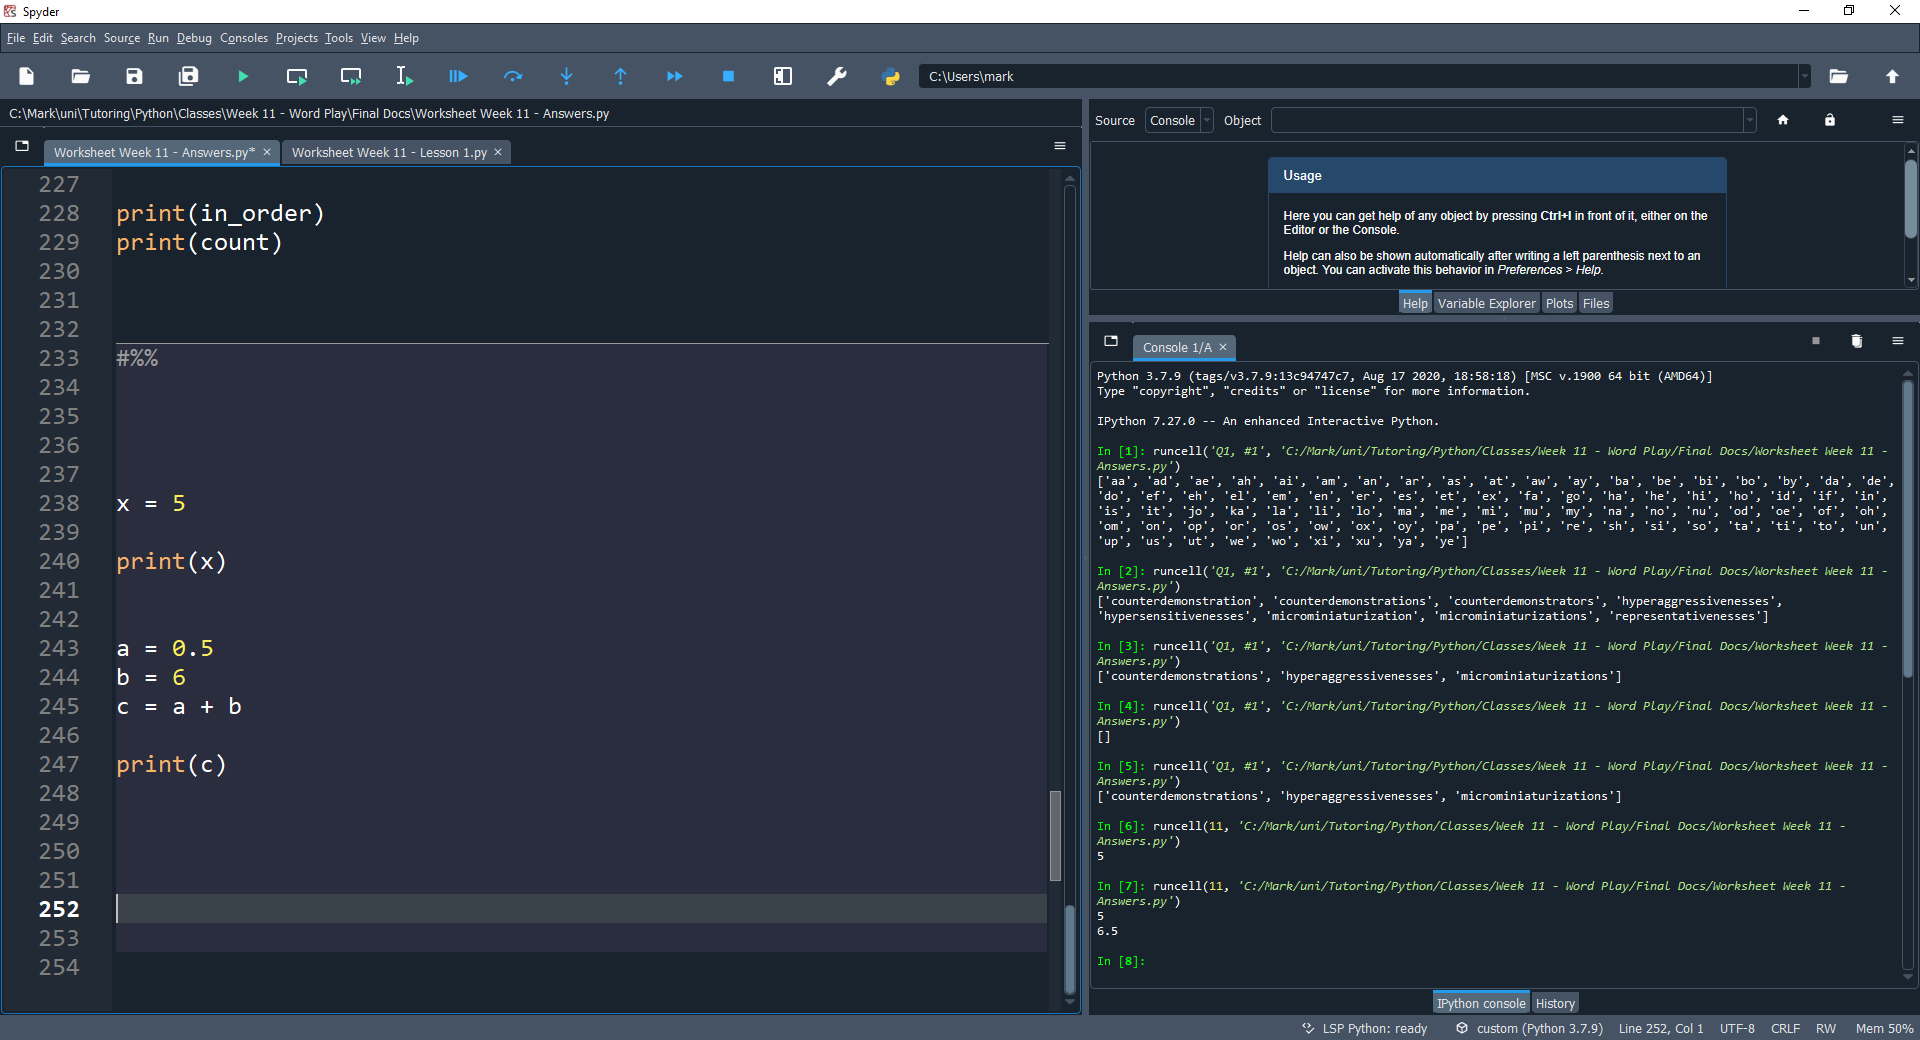 Spyder
File Edit Search Source Run Debug Consoles Projects Tools View Help
C:\Users\mark
C:\Mark\uni\Tutoring\Python\Classes\Week 11 - Word Play\Final Docs\Worksheet Week 11 - Answers.py
Worksheet Week 11 - Answers.py*
Worksheet Week 11 - Lesson 1.py
227
228 print(in_order)
229 print(count)
230
231
232
233 #%%
234
235
236
237
238 x = 5
239
240 print(x)
241
242
243 a = 0.5
244 b = 6
245 c = a + b
246
247 print(c)
248
249
250
251
252
253
254
Source Console Object
Usage
Here you can get help of any object by pressing Ctrl+I in front of it, either on the
Editor or the Console.
Help can also be shown automatically after writing a left parenthesis next to an
object. You can activate this behavior in Preferences > Help.
Help Variable Explorer Plots Files
Console 1/A
Python 3.7.9 (tags/v3.7.9:13c94747c7, Aug 17 2020, 18:58:18) [MSC v.1900 64 bit (AMD64)]
Type "copyright", "credits" or "license" for more information.
IPython 7.27.0 -- An enhanced Interactive Python.
In [1]: runcell('Q1, #1', 'C:/Mark/uni/Tutoring/Python/Classes/Week 11 - Word Play/Final Docs/Worksheet Week 11 -
Answers.py')
['aa', 'ad', 'ae', 'ah', 'ai', 'am', 'an', 'ar', 'as', 'at', 'aw', 'ay', 'ba', 'be', 'bi', 'bo', 'by', 'da', 'de',
'do', 'ef', 'eh', 'el', 'em', 'en', 'er', 'es', 'et', 'ex', 'fa', 'go', 'ha', 'he', 'hi', 'ho', 'id', 'if', 'in',
'is', 'it', 'jo', 'ka', 'la', 'li', 'lo', 'ma', 'me', 'mi', 'mu', 'my', 'na', 'no', 'nu', 'od', 'oe', 'of', 'oh',
'om', 'on', 'op', 'or', 'os', 'ow', 'ox', 'oy', 'pa', 'pe', 'pi', 're', 'sh', 'si', 'so', 'ta', 'ti', 'to', 'un',
'up', 'us', 'ut', 'we', 'wo', 'xi', 'xu', 'ya', 'ye']
In [2]: runcell('Q1, #1', 'C:/Mark/uni/Tutoring/Python/Classes/Week 11 - Word Play/Final Docs/Worksheet Week 11 -
Answers.py')
['counterdemonstration', 'counterdemonstrations', 'counterdemonstrators', 'hyperaggressivenesses',
'hypersensitivenesses', 'microminiaturization', 'microminiaturizations', 'representativenesses']
In [3]: runcell('Q1, #1', 'C:/Mark/uni/Tutoring/Python/Classes/Week 11 - Word Play/Final Docs/Worksheet Week 11 -
Answers.py')
['counterdemonstrations', 'hyperaggressivenesses', 'microminiaturizations']
In [4]: runcell('Q1, #1', 'C:/Mark/uni/Tutoring/Python/Classes/Week 11 - Word Play/Final Docs/Worksheet Week 11 -
Answers.py')
[]
In [5]: runcell('Q1, #1', 'C:/Mark/uni/Tutoring/Python/Classes/Week 11 - Word Play/Final Docs/Worksheet Week 11 -
Answers.py')
['counterdemonstrations', 'hyperaggressivenesses', 'microminiaturizations']
In [6]: runcell(11, 'C:/Mark/uni/Tutoring/Python/Classes/Week 11 - Word Play/Final Docs/Worksheet Week 11 -
Answers.py')
5
In [7]: runcell(11, 'C:/Mark/uni/Tutoring/Python/Classes/Week 11 - Word Play/Final Docs/Worksheet Week 11 -
Answers.py')
5
6.5
In [8]:
IPython console History
LSP Python: ready custom (Python 3.7.9) Line 252, Col 1 UTF-8 CRLF RW Mem 50%